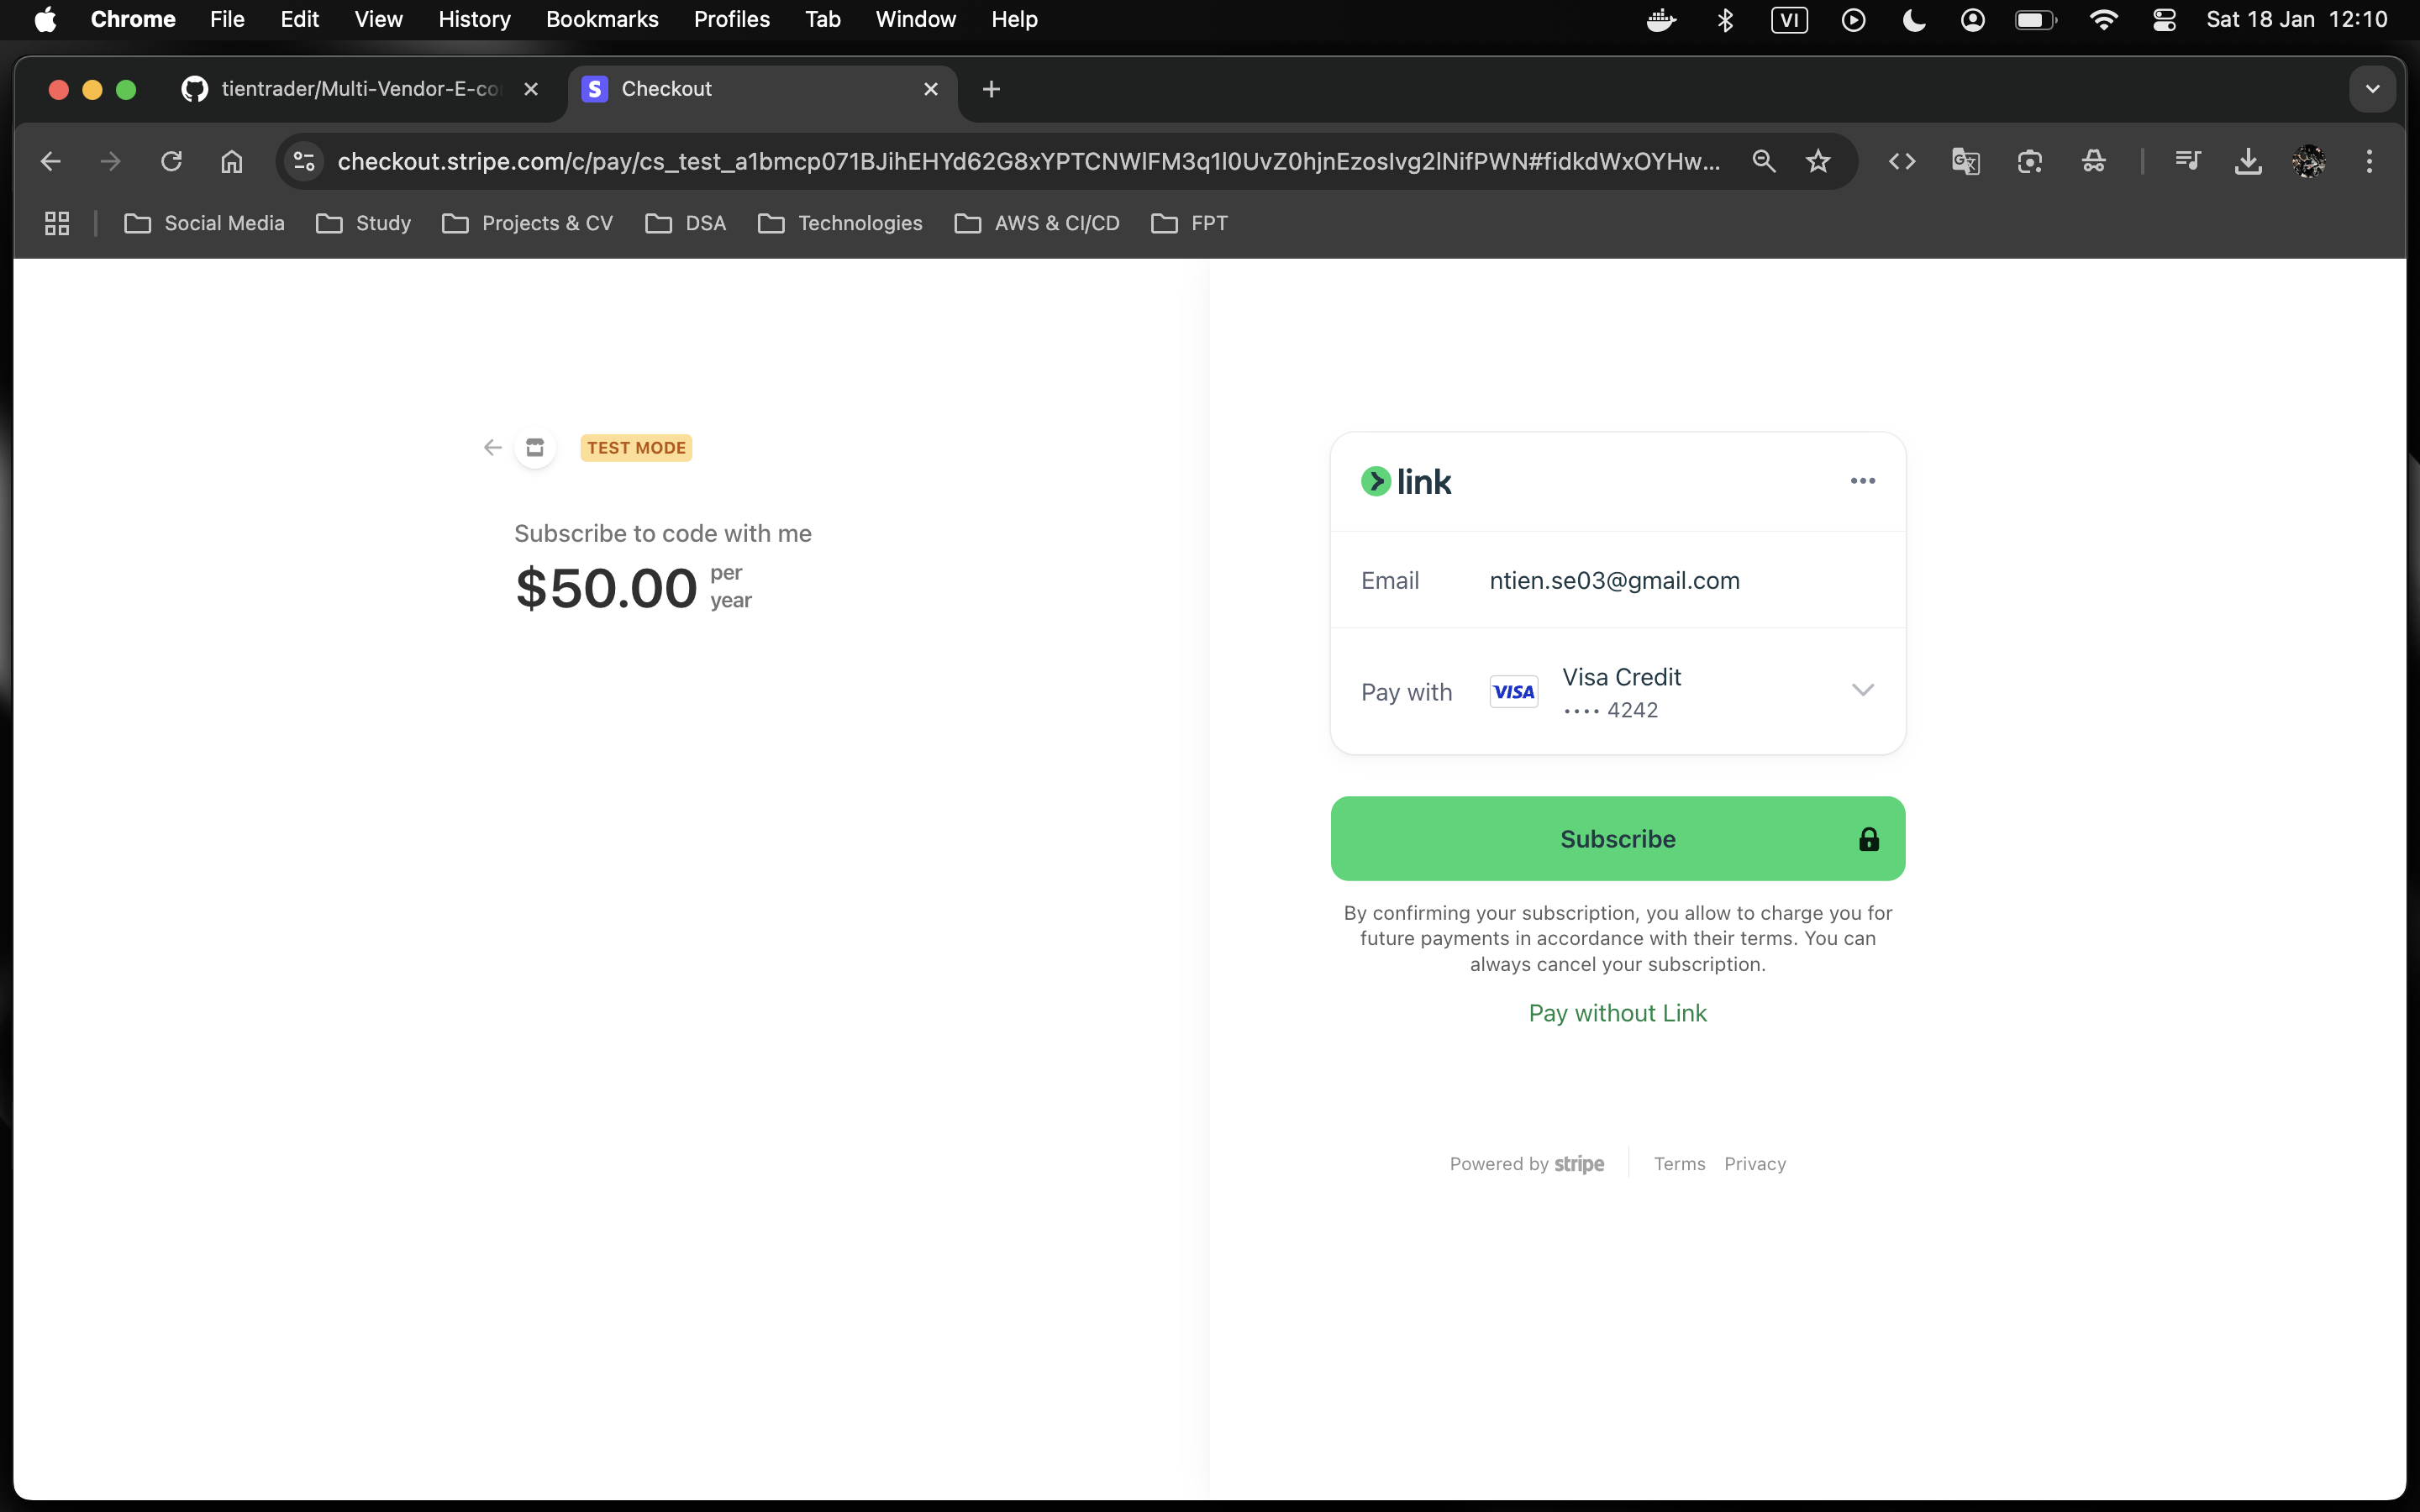 Chrome File Edit View History Bookmarks Profiles Tab Window Help VI Sat 18 Jan 12:10
tientrader/Multi-Vendor-E-co
S Checkout
checkout.stripe.com/c/pay/cs_test_a1bmcp071BJihEHYd62G8xYPTCNWlFM3q1l0UvZ0hjnEzoslvg2lNifPWN#fidkdWxOYHw...
Social Media Study Projects & CV DSA Technologies AWS & CI/CD FPT
TEST MODE
Subscribe to code with me
$50.00 per
year
link
Email ntien.se03@gmail.com
Pay with VISA Visa Credit
•••• 4242
Subscribe
By confirming your subscription, you allow to charge you for
future payments in accordance with their terms. You can
always cancel your subscription.
Pay without Link
Powered by stripe Terms Privacy